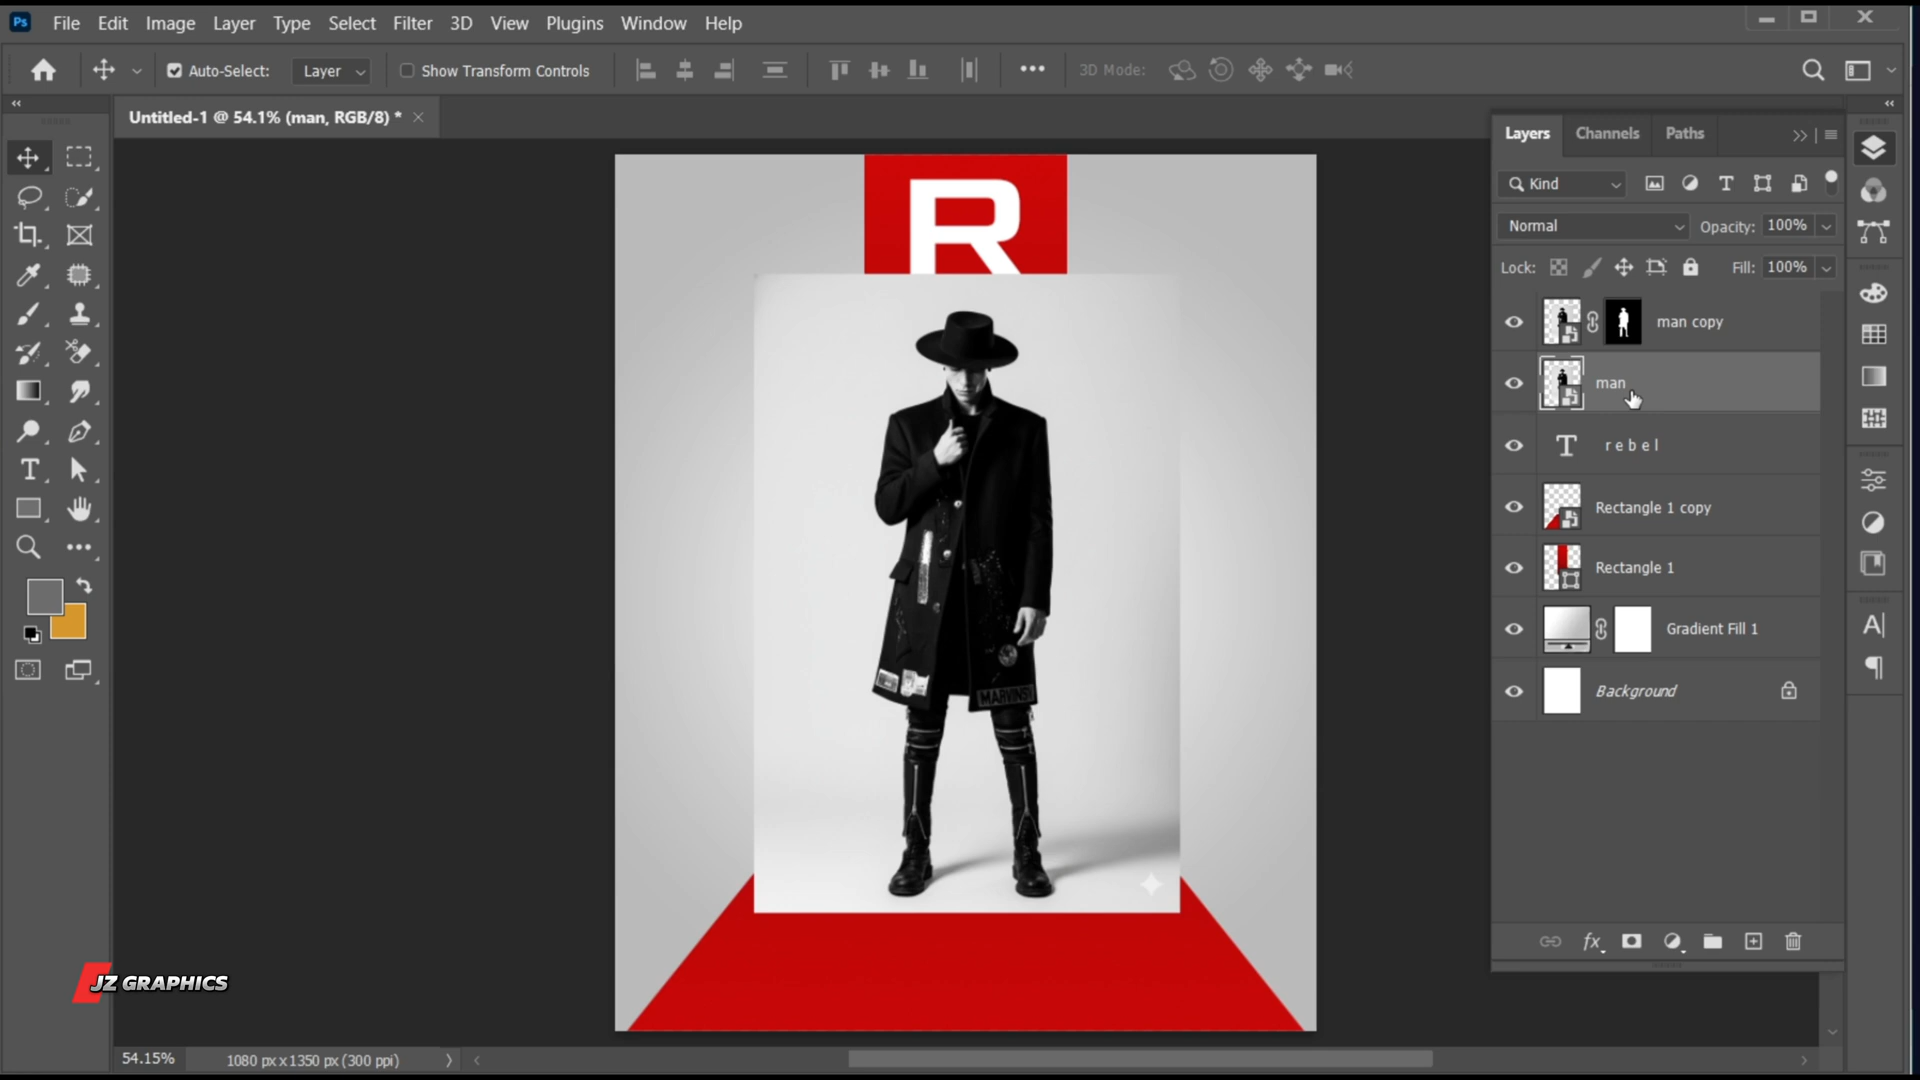 Ps File Edit Image Layer Type Select Filter 3D View Plugins Window Help
Auto-Select: Layer Show Transform Controls 3D Mode:
Untitled-1 @ 54.1% (man, RGB/8) *
Layers Channels Paths
Kind
Normal Opacity: 100%
Lock: Fill: 100%
man copy
man
rebel
Rectangle 1 copy
Rectangle 1
Gradient Fill 1
Background
R
MARVINS
JZ GRAPHICS
54.15% 1080 px x 1350 px (300 ppi)